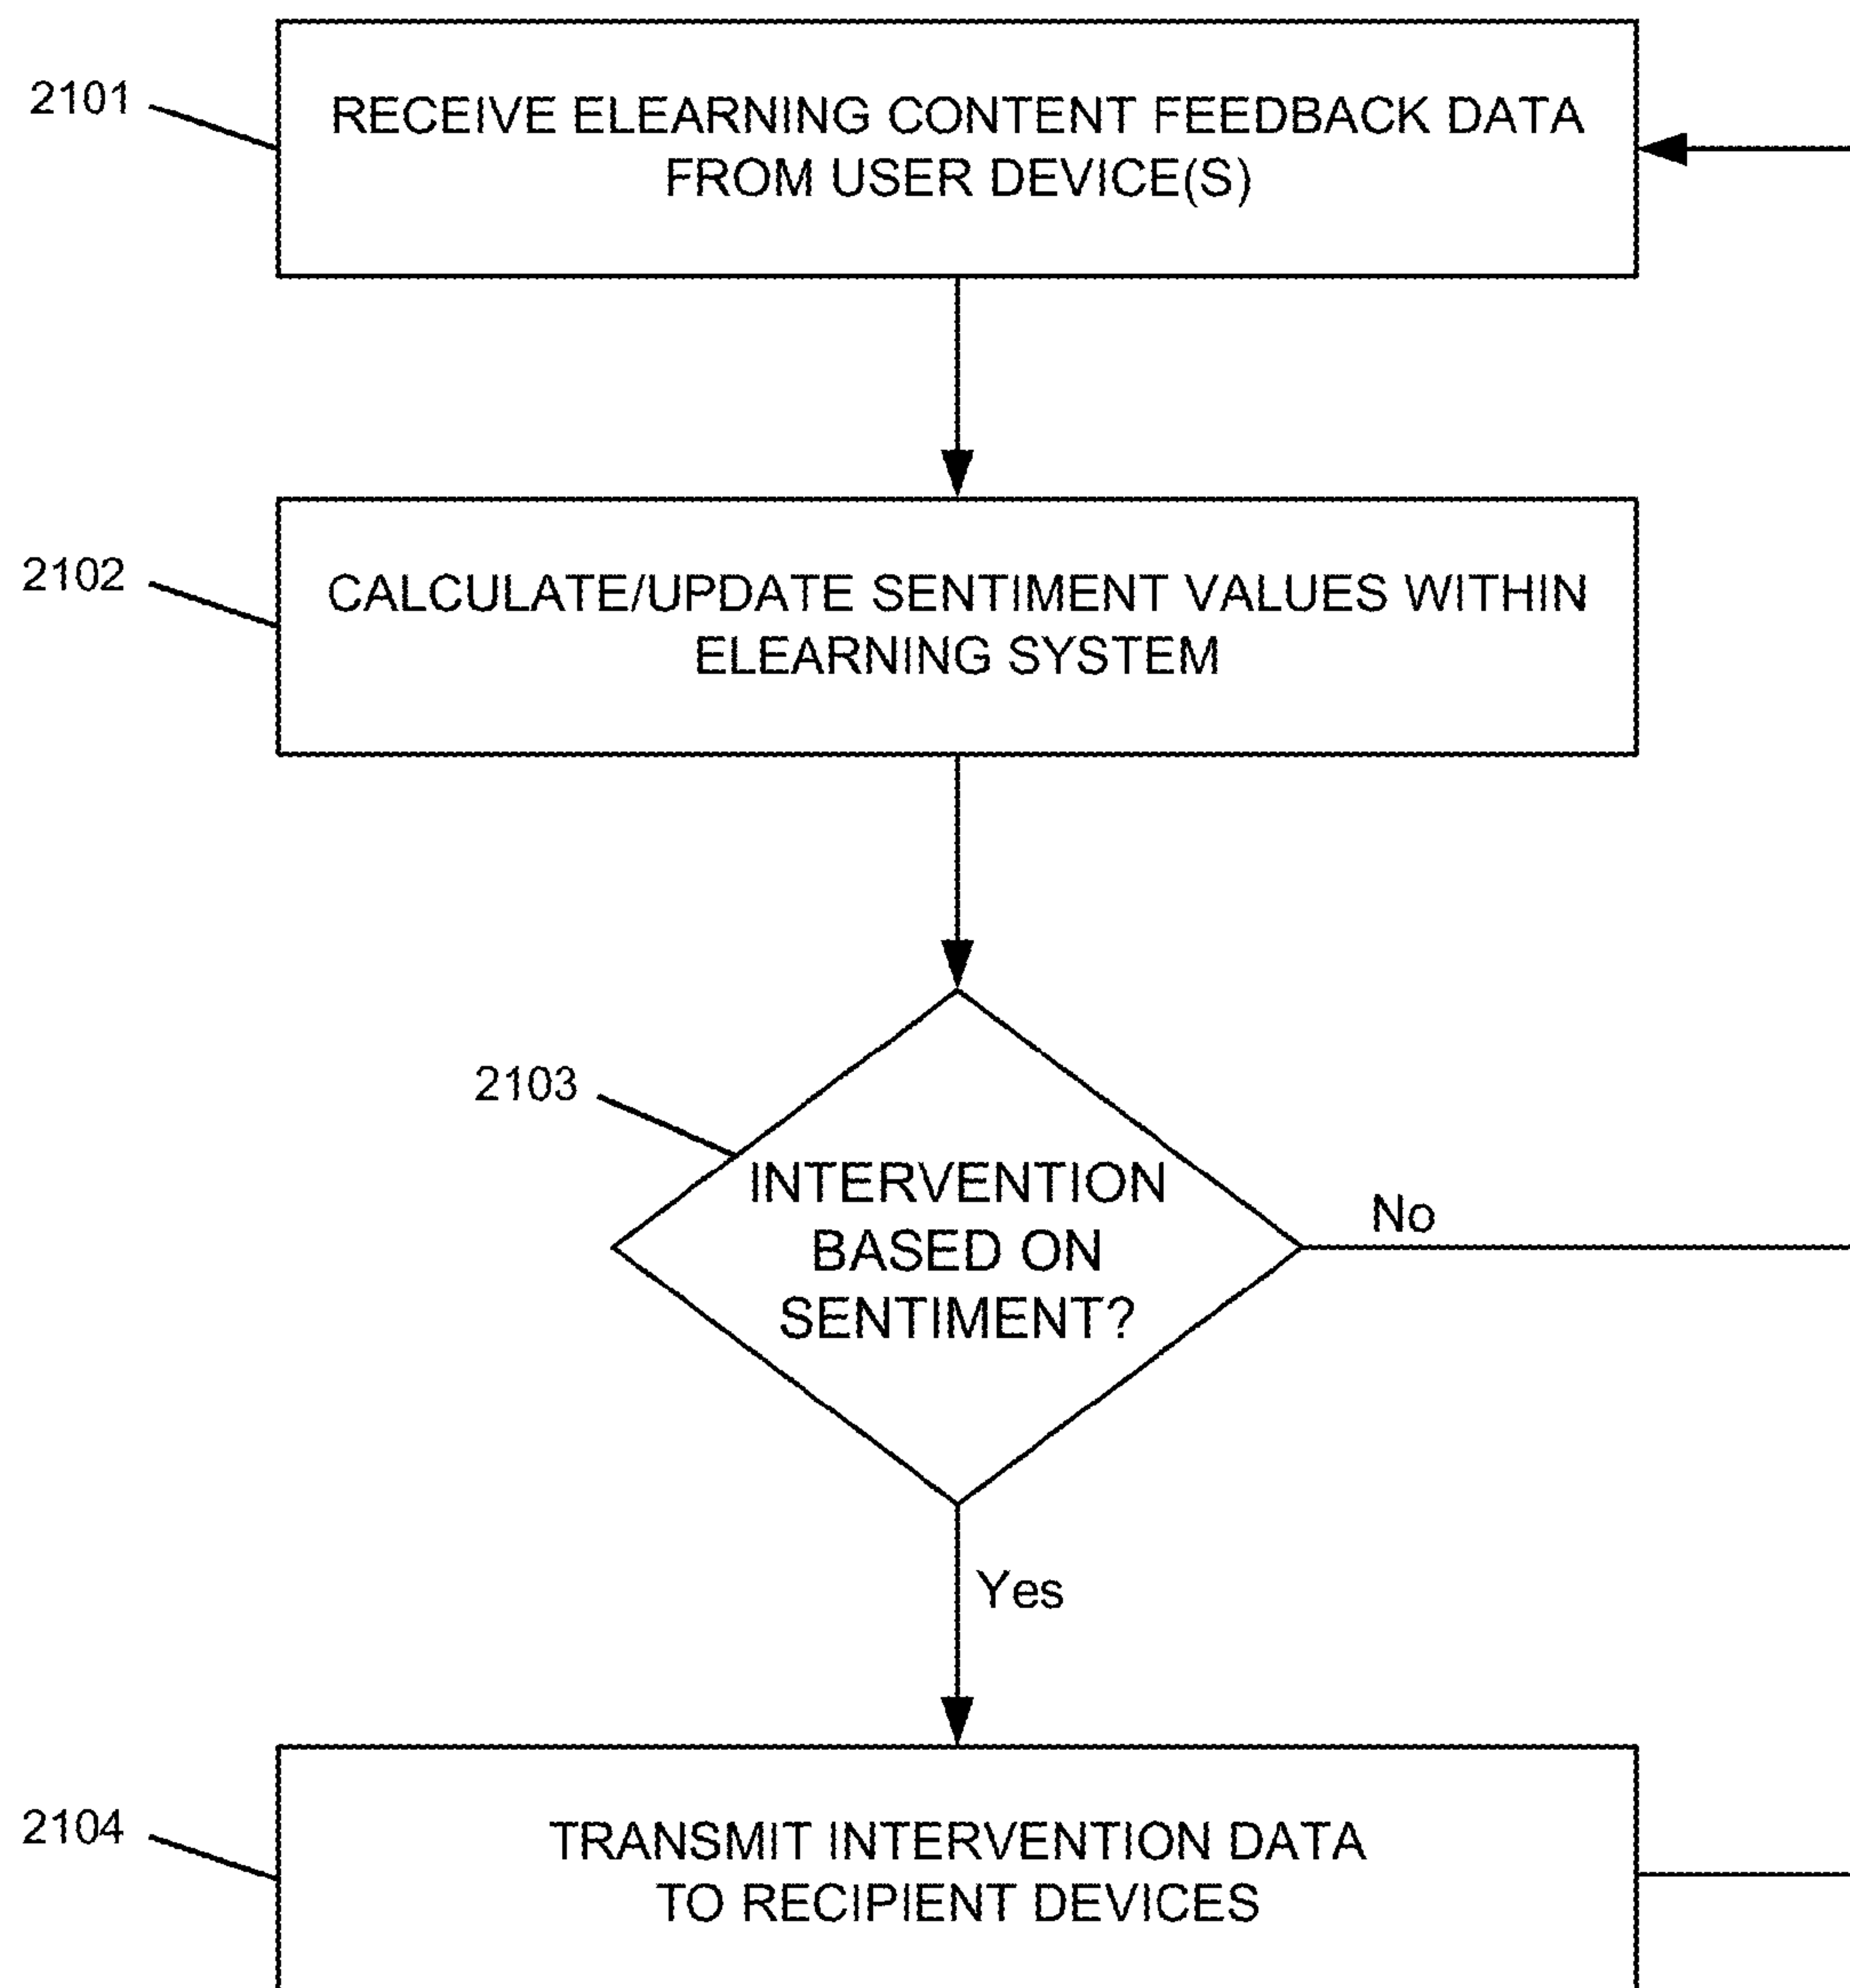 2101
RECEIVE ELEARNING CONTENT FEEDBACK DATA
FROM USER DEVICE(S)
2102
CALCULATE/UPDATE SENTIMENT VALUES WITHIN
ELEARNING SYSTEM
2103
INTERVENTION
BASED ON
SENTIMENT?
No
Yes
2104
TRANSMIT INTERVENTION DATA
TO RECIPIENT DEVICES